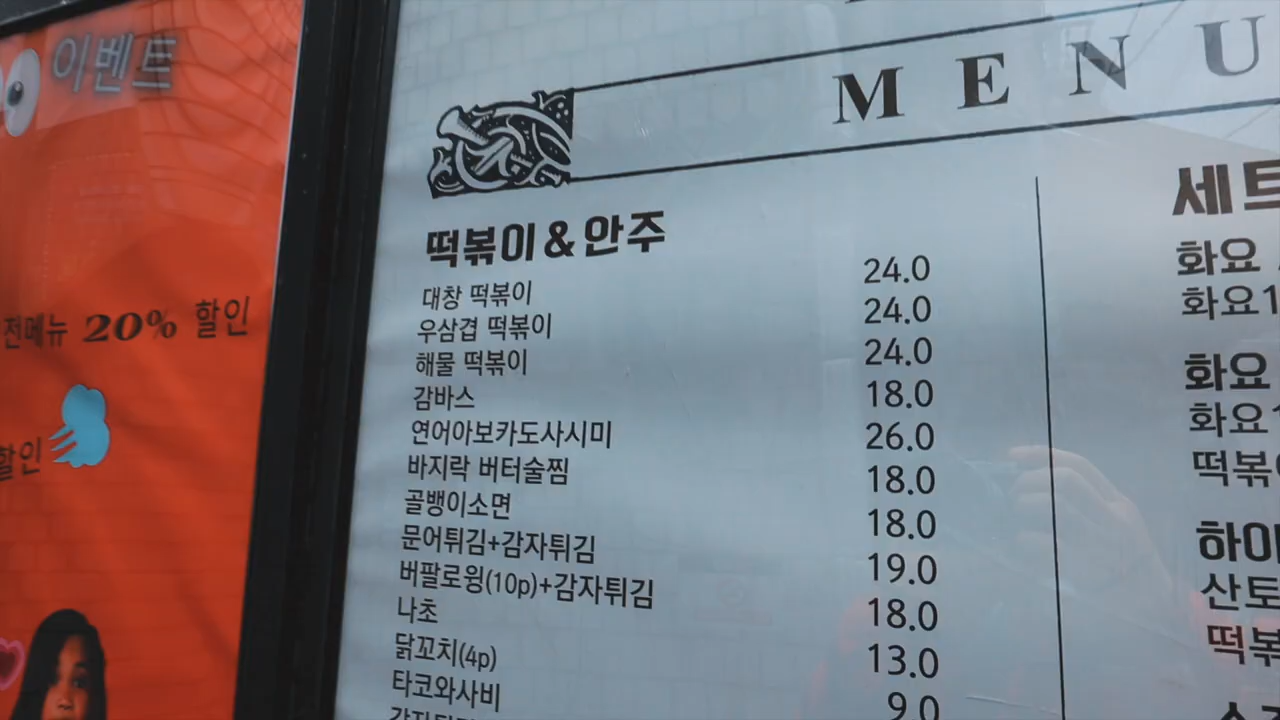 이벤트
전메뉴 20% 할인
할인
MENU
떡볶이&안주
대창 떡볶이 24.0
우삼겹 떡볶이 24.0
해물 떡볶이 24.0
감바스 18.0
연어아보카도사시미 26.0
바지락 버터술찜 18.0
골뱅이소면 18.0
문어튀김+감자튀김 19.0
버팔로윙(10p)+감자튀김 18.0
나초 13.0
닭꼬치(4p) 9.0
타코와사비
세트
화요
화요1
화요
화요1
떡볶
하이
산토
떡볶